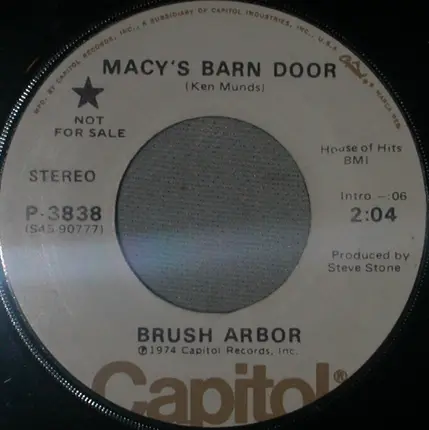 MFG. BY CAPITOL RECORDS, INC., A SUBSIDIARY OF CAPITOL INDUSTRIES, INC., U.S.A.
MACY'S BARN DOOR
(Ken Munds)
NOT
FOR SALE
House of Hits
BMI
STEREO
Intro –:06
P-3838
2:04
(S45-90777)
Produced by
Steve Stone
BRUSH ARBOR
℗1974 Capitol Records, Inc.
Capitol®